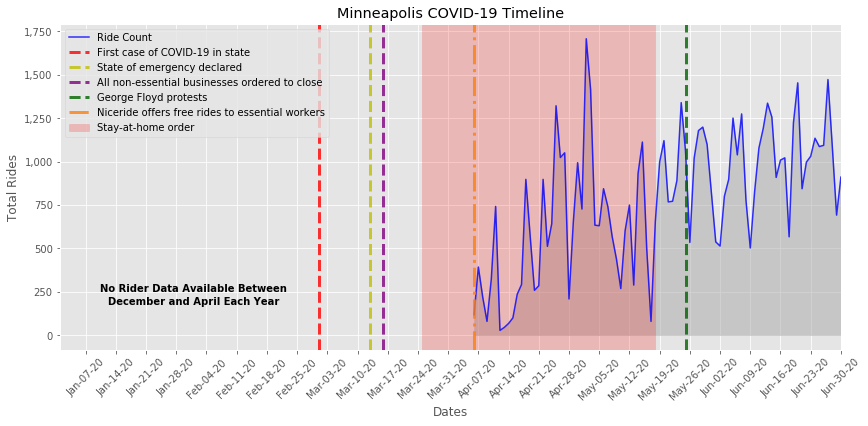 Minneapolis COVID-19 Timeline
Ride Count
First case of COVID-19 in state
State of emergency declared
All non-essential businesses ordered to close
George Floyd protests
Niceride offers free rides to essential workers
Stay-at-home order
1,750
1,500
1,250
1,000
750
500
250
0
Total Rides
No Rider Data Available Between
December and April Each Year
Jan-07-20
Jan-14-20
Jan-21-20
Jan-28-20
Feb-04-20
Feb-11-20
Feb-18-20
Feb-25-20
Mar-03-20
Mar-10-20
Mar-17-20
Mar-24-20
Mar-31-20
Apr-07-20
Apr-14-20
Apr-21-20
Apr-28-20
May-05-20
May-12-20
May-19-20
May-26-20
Jun-02-20
Jun-09-20
Jun-16-20
Jun-23-20
Jun-30-20
Dates